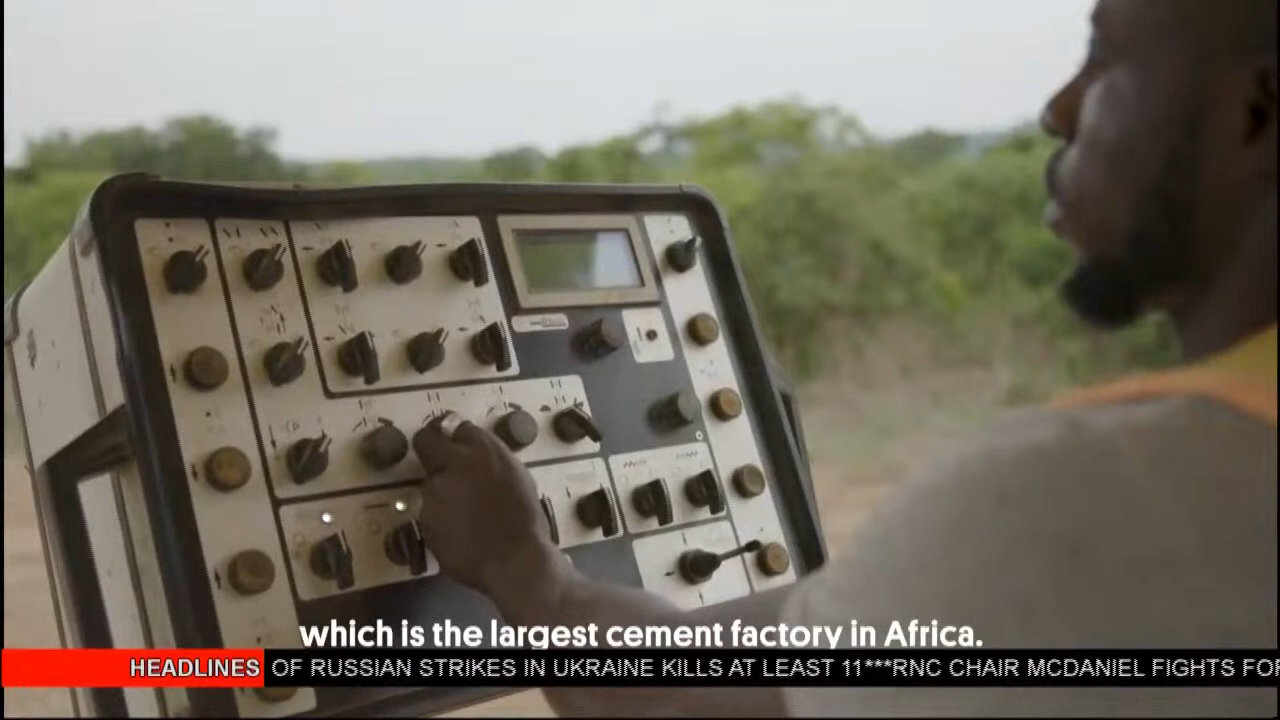 which is the largest cement factory in Africa.
HEADLINES OF RUSSIAN STRIKES IN UKRAINE KILLS AT LEAST 11***RNC CHAIR MCDANIEL FIGHTS FOR